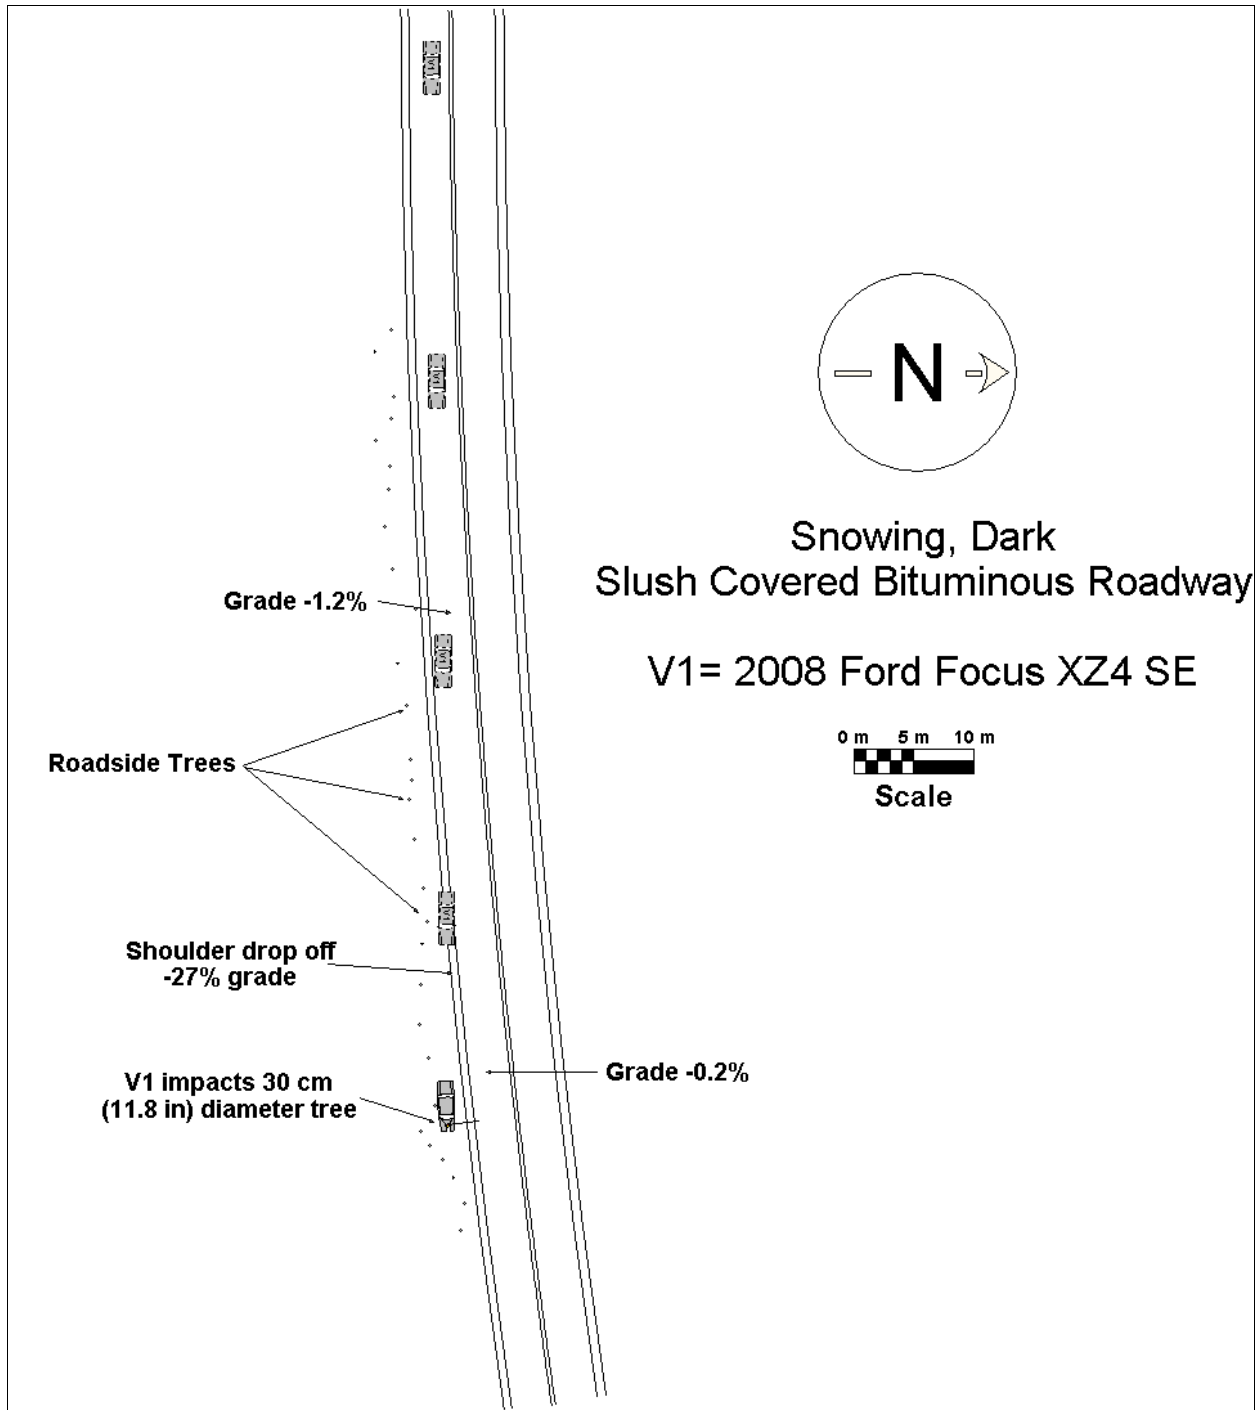 N
Snowing, Dark
Slush Covered Bituminous Roadway
Grade -1.2%
V1= 2008 Ford Focus XZ4 SE
0 m 5 m 10 m
Scale
Roadside Trees
Shoulder drop off
-27% grade
Grade -0.2%
V1 impacts 30 cm
(11.8 in) diameter tree